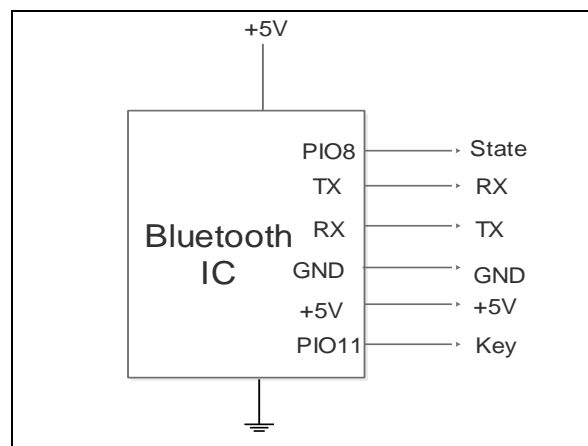 +5V
PIO8 State
TX RX
Bluetooth IC
RX TX
GND GND
+5V +5V
PIO11 Key